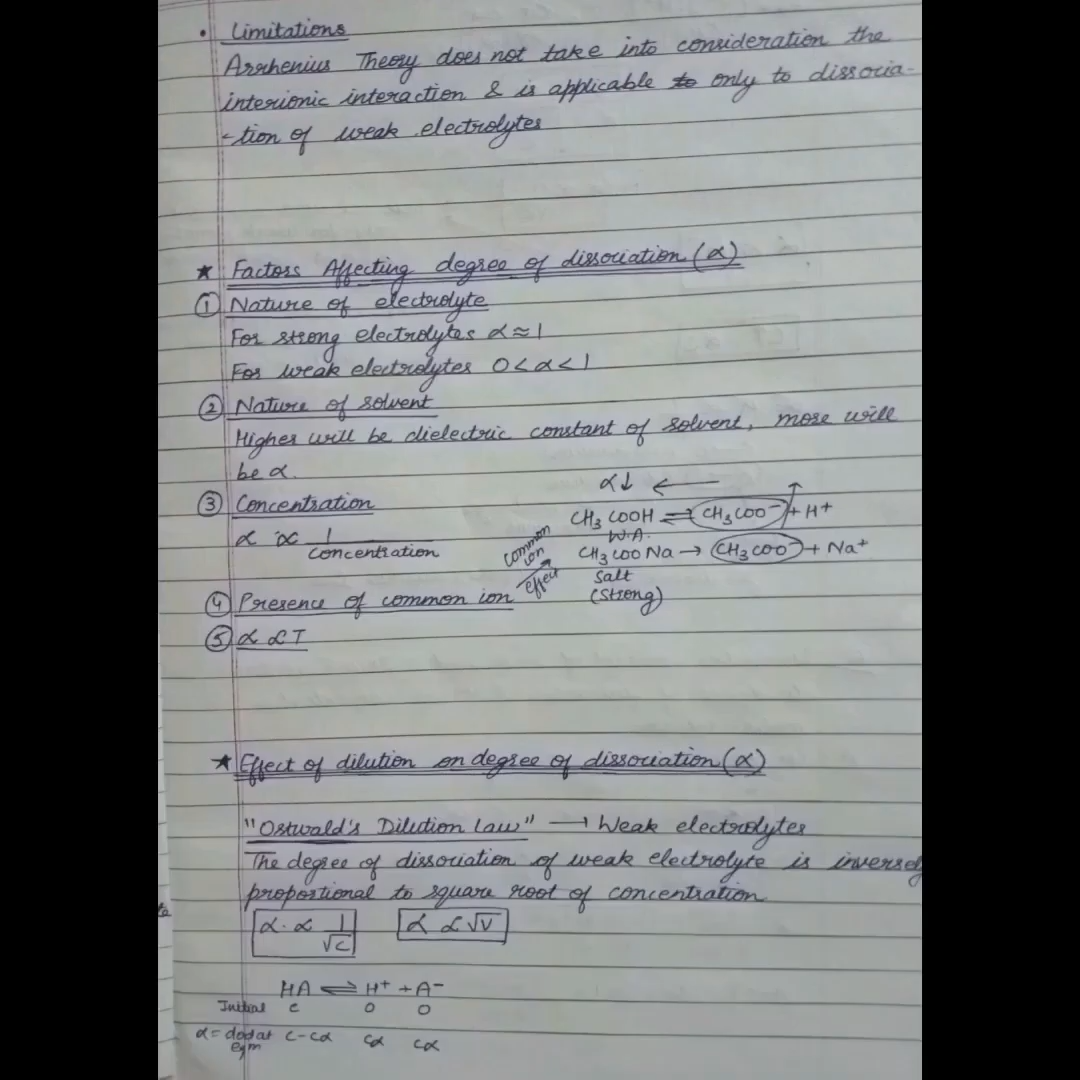 • Limitations
Arrhenius Theory does not take into consideration the
interionic interaction & is applicable to only to dissocia-
-tion of weak electrolytes
★ Factors Affecting degree of dissociation (α)
① Nature of electrolyte
For strong electrolytes α ≈ 1
For weak electrolytes 0 < α < 1
② Nature of solvent
Higher will be dielectric constant of solvent, more will
be α.
α↓ ←
③ Concentration
CH₃COOH ⇌ CH₃COO⁻ + H⁺
W.A.
α ∝ 1/concentration
common ion effect
CH₃COONa → CH₃COO⁻ + Na⁺
Salt
(Strong)
④ Presence of common ion
⑤ α ∝ T
★ Effect of dilution on degree of dissociation (α)
"Ostwald's Dilution Law" → Weak electrolytes
The degree of dissociation of weak electrolyte is inversely
proportional to square root of concentration
α ∝ 1/√C α ∝ √V
HA ⇌ H⁺ + A⁻
Initial c 0 0
α = dod at eqm c-cα cα cα